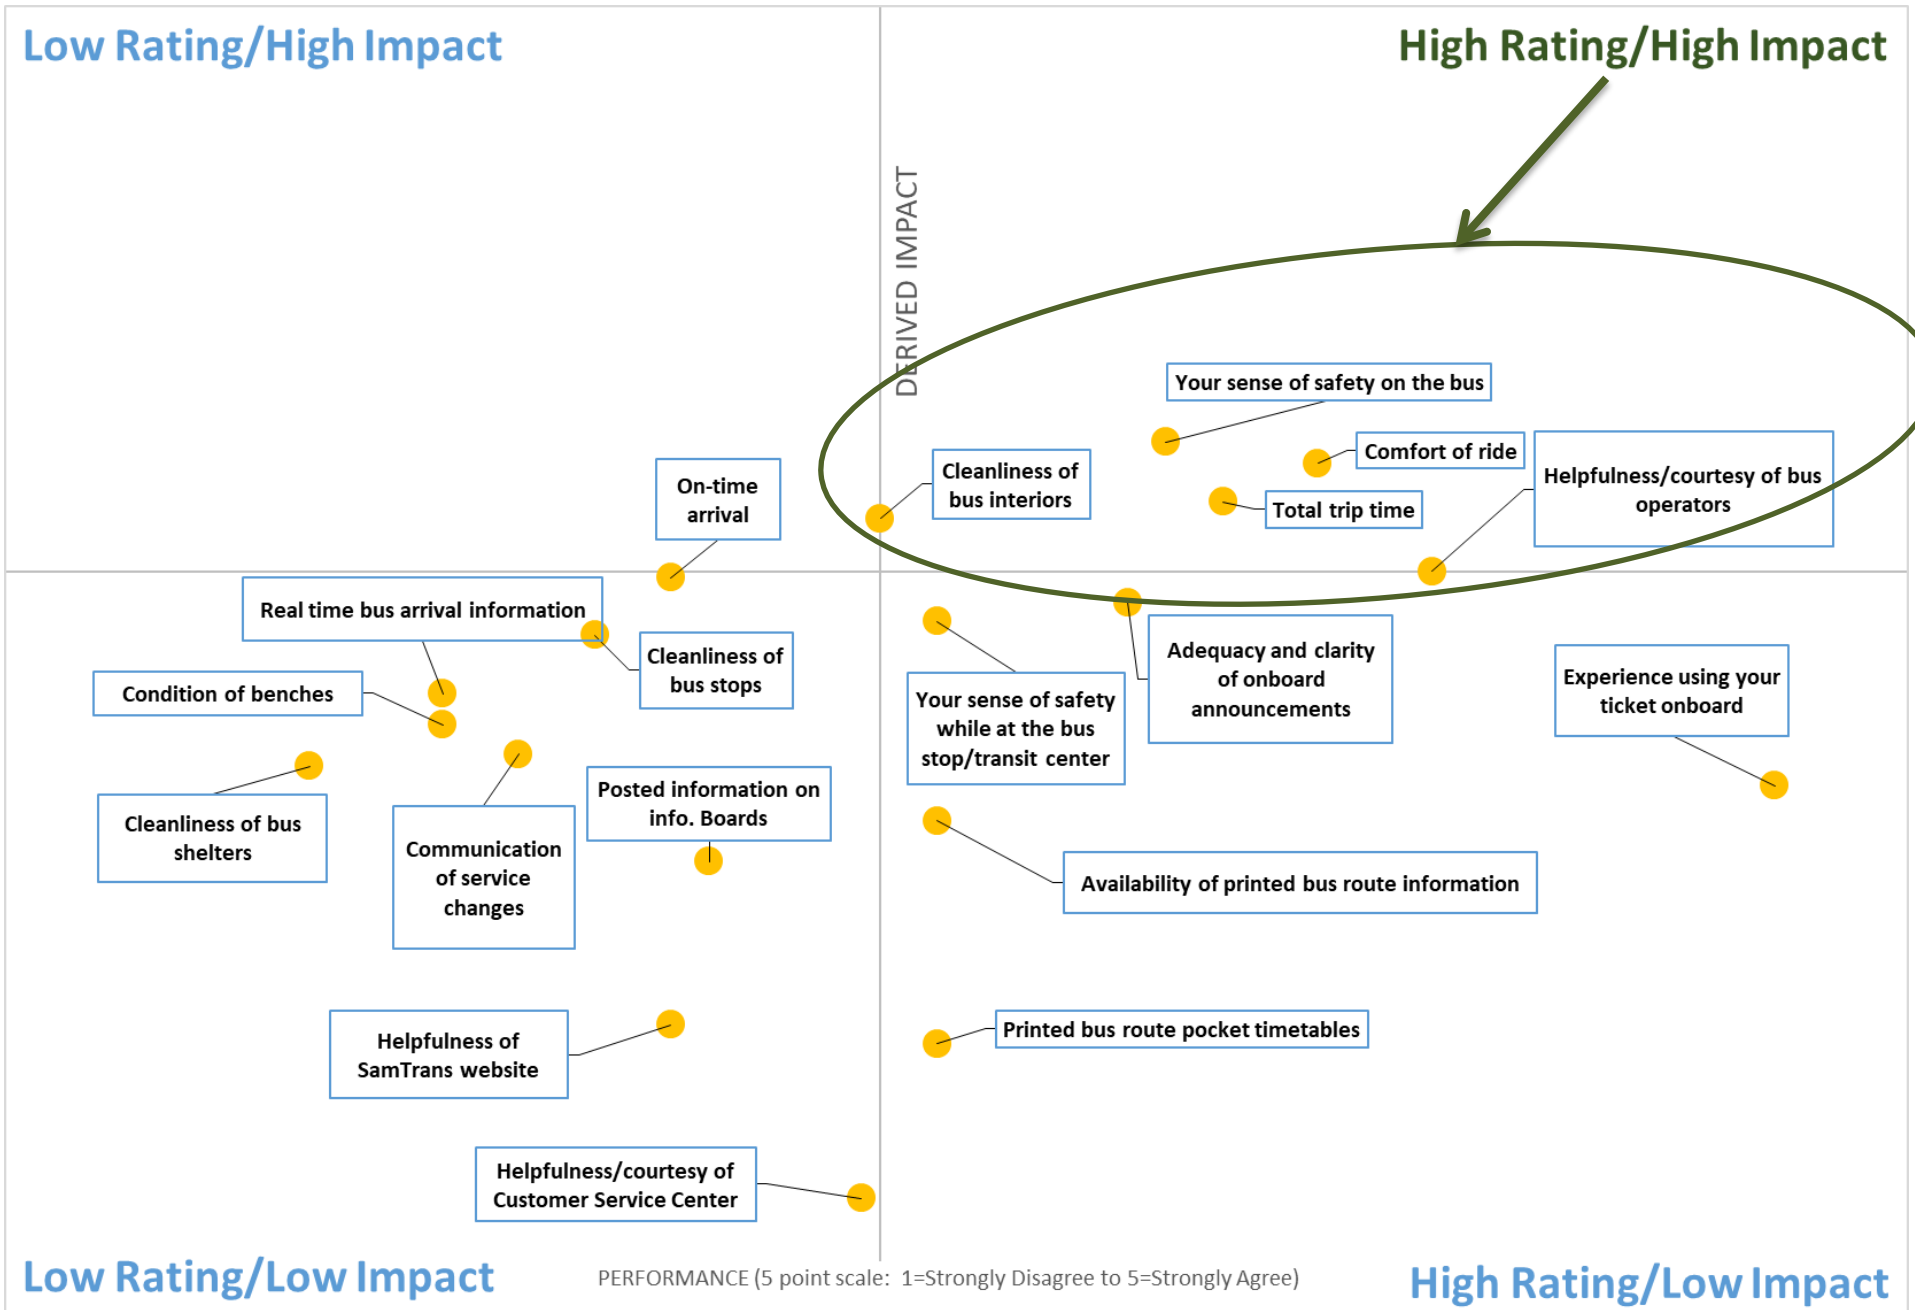 Low Rating/High Impact
High Rating/High Impact
DERIVED IMPACT
Your sense of safety on the bus
Comfort of ride
Helpfulness/courtesy of bus
operators
Cleanliness of
bus interiors
Total trip time
On-time
arrival
Real time bus arrival information
Cleanliness of
bus stops
Condition of benches
Your sense of safety
while at the bus
stop/transit center
Adequacy and clarity
of onboard
announcements
Experience using your
ticket onboard
Cleanliness of bus
shelters
Communication
of service
changes
Posted information on
info. Boards
Availability of printed bus route information
Helpfulness of
SamTrans website
Printed bus route pocket timetables
Helpfulness/courtesy of
Customer Service Center
Low Rating/Low Impact
PERFORMANCE (5 point scale:  1=Strongly Disagree to 5=Strongly Agree)
High Rating/Low Impact